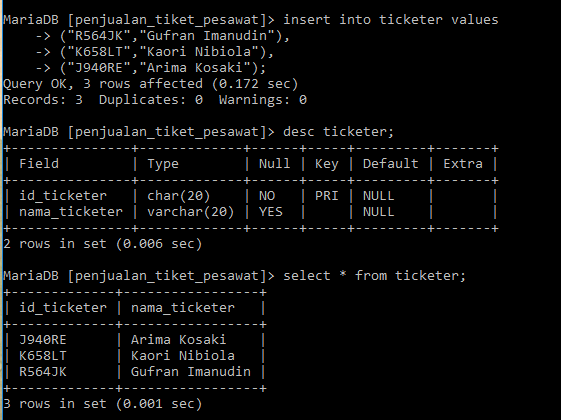 MariaDB [penjualan_tiket_pesawat]> insert into ticketer values
    -> ("R564JK","Gufran Imanudin"),
    -> ("K658LT","Kaori Nibiola"),
    -> ("J940RE","Arima Kosaki");
Query OK, 3 rows affected (0.172 sec)
Records: 3  Duplicates: 0  Warnings: 0

MariaDB [penjualan_tiket_pesawat]> desc ticketer;
+---------------+-------------+------+-----+---------+-------+
| Field         | Type        | Null | Key | Default | Extra |
+---------------+-------------+------+-----+---------+-------+
| id_ticketer   | char(20)    | NO   | PRI | NULL    |       |
| nama_ticketer | varchar(20) | YES  |     | NULL    |       |
+---------------+-------------+------+-----+---------+-------+
2 rows in set (0.006 sec)

MariaDB [penjualan_tiket_pesawat]> select * from ticketer;
+-------------+-----------------+
| id_ticketer | nama_ticketer   |
+-------------+-----------------+
| J940RE      | Arima Kosaki    |
| K658LT      | Kaori Nibiola   |
| R564JK      | Gufran Imanudin |
+-------------+-----------------+
3 rows in set (0.001 sec)